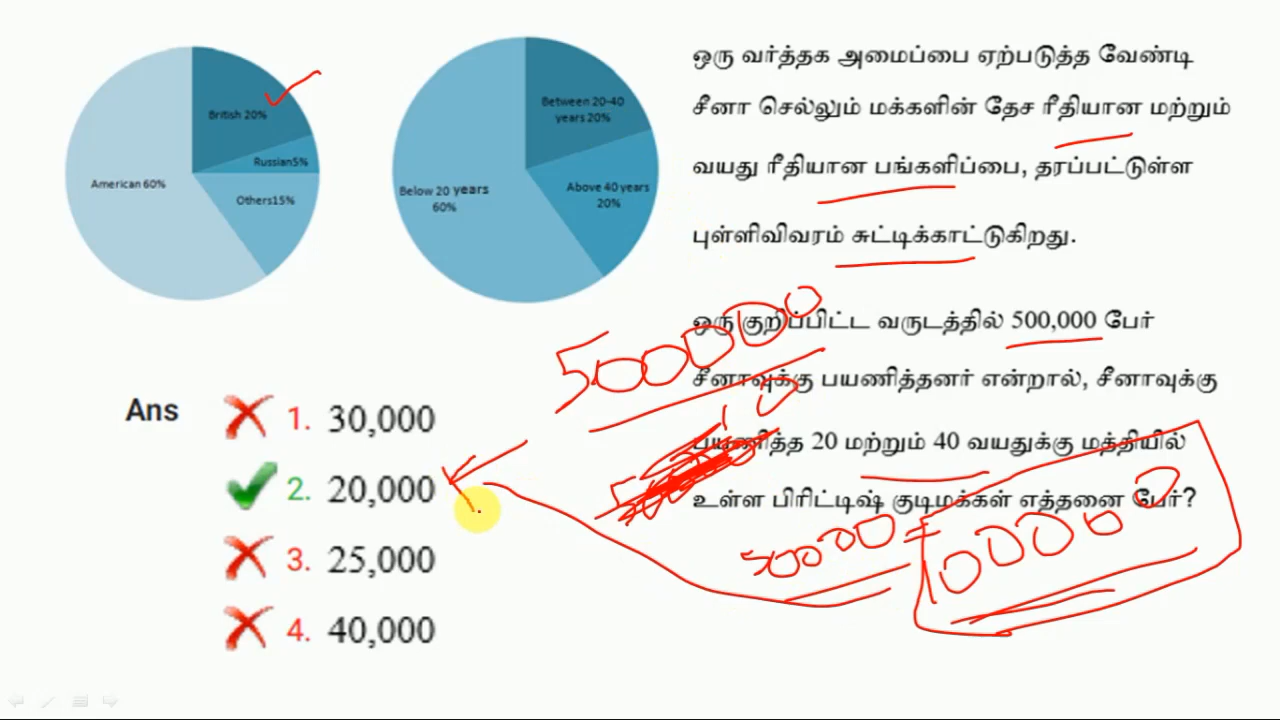 British 20%
Russian5%
Others15%
American 60%
Between 20-40
years 20%
Above 40 years
20%
Below 20 years
60%
ஒரு வர்த்தக அமைப்பை ஏற்படுத்த வேண்டி
சீனா செல்லும் மக்களின் தேச ரீதியான மற்றும்
வயது ரீதியான பங்களிப்பை, தரப்பட்டுள்ள
புள்ளிவிவரம் சுட்டிக்காட்டுகிறது.
ஒரு குறிப்பிட்ட வருடத்தில் 500,000 பேர்
சீனாவுக்கு பயணித்தனர் என்றால், சீனாவுக்கு
பயணித்த 20 மற்றும் 40 வயதுக்கு மத்தியில்
உள்ள பிரிட்டிஷ் குடிமக்கள் எத்தனை பேர்?
500000
50000
100000
Ans
1. 30,000
2. 20,000
3. 25,000
4. 40,000